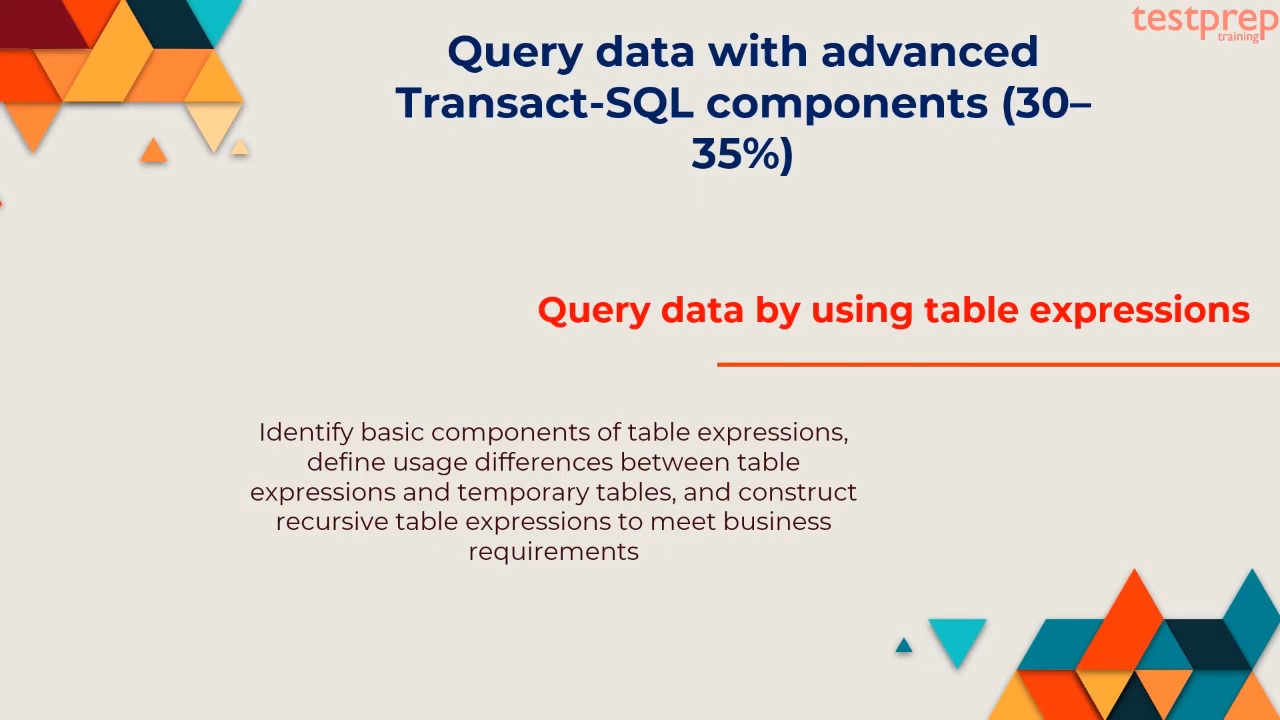 testprep
training
Query data with advanced
Transact-SQL components (30–
35%)
Query data by using table expressions
Identify basic components of table expressions,
define usage differences between table
expressions and temporary tables, and construct
recursive table expressions to meet business
requirements